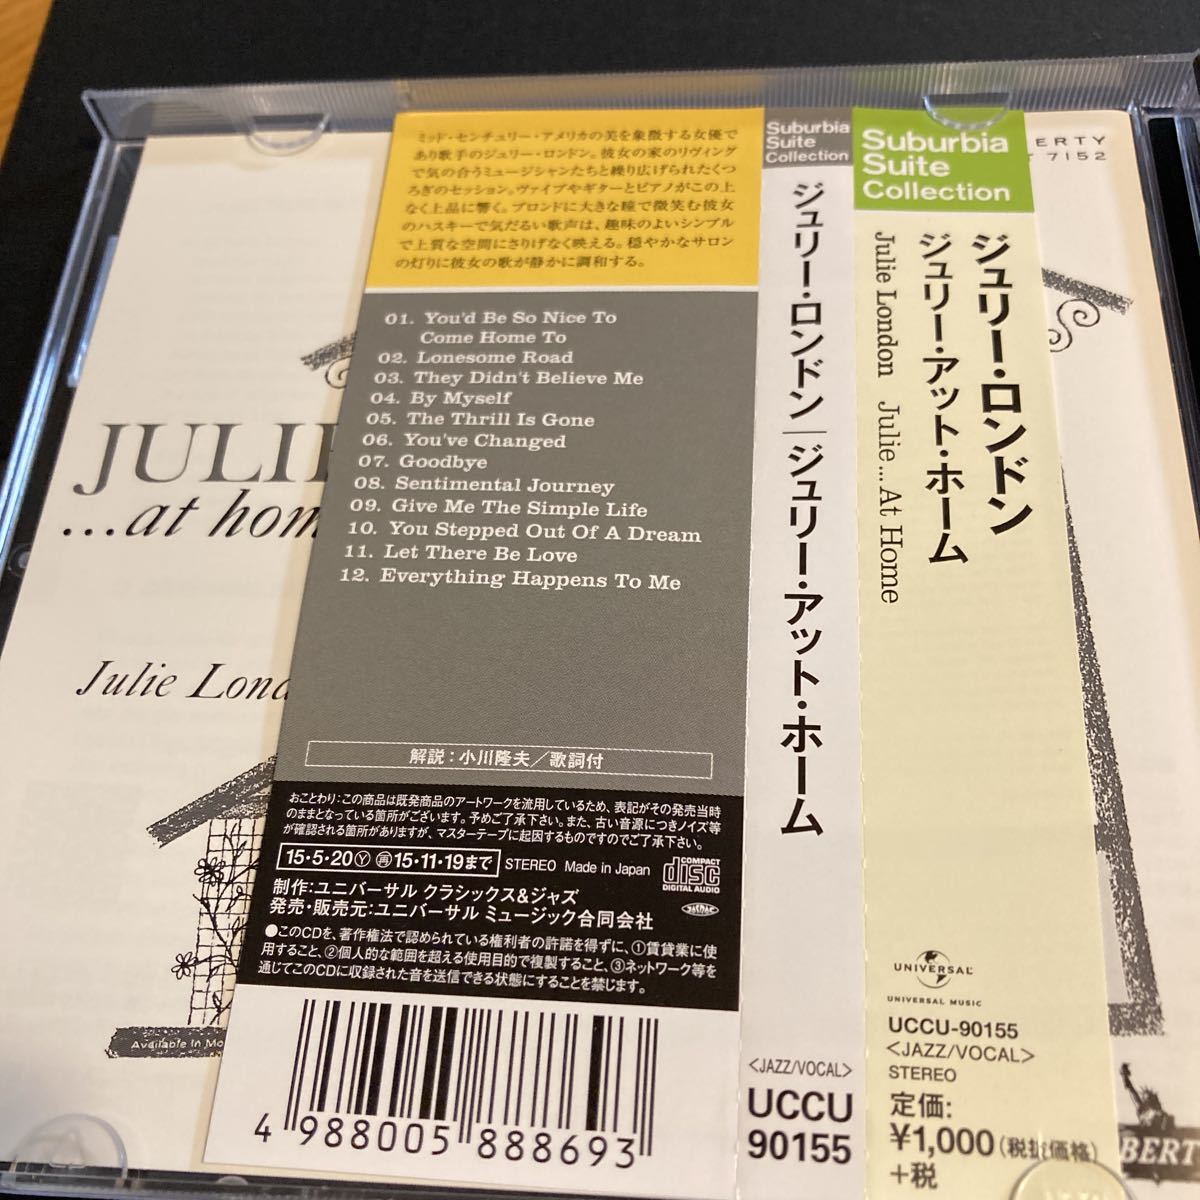 ミッド・センチュリー・アメリカの美を象徴する女優で
あり歌手のジュリー・ロンドン。彼女の家のリヴィング
で気の合うミュージシャンたちと繰り広げられたくつ
ろぎのセッション。ヴァイブやギターとピアノがこの上
なく上品に響く。ブロンドに大きな瞳で微笑む彼女
のハスキーで気だるい歌声は、趣味のよいシンプル
で上質な空間にさりげなく映える。穏やかなサロン
の灯りに彼女の歌が静かに調和する。
01. You'd Be So Nice To
Come Home To
02. Lonesome Road
03. They Didn't Believe Me
04. By Myself
05. The Thrill Is Gone
06. You've Changed
07. Goodbye
08. Sentimental Journey
09. Give Me The Simple Life
10. You Stepped Out Of A Dream
11. Let There Be Love
12. Everything Happens To Me
解説：小川隆夫／歌詞付
おことわり：この商品は既発商品のアートワークを流用しているため、表記がその発売当時
のままとなっている箇所がございます。予めご了承下さい。また、古い音源につきノイズ等
が確認される箇所がありますが、マスターテープに起因するものですのでご了承下さい。
15・5・20Ⓨ ㊥15・11・19まで STEREO Made in Japan
COMPACT
disc
DIGITAL AUDIO
制作：ユニバーサル クラシックス&ジャズ
発売・販売元：ユニバーサル ミュージック合同会社
●このCDを、著作権法で認められている権利者の許諾を得ずに、①賃貸業に使
用すること、②個人的な範囲を超える使用目的で複製すること、③ネットワーク等を
通じてこのCDに収録された音を送信できる状態にすることを禁じます。
4 988005 888693
Suburbia
Suite
Collection
ジュリー・ロンドン｜ジュリー・アット・ホーム
<JAZZ/VOCAL>
UCCU
90155
Suburbia
Suite
Collection
ジュリー・ロンドン
ジュリー・アット・ホーム
Julie London Julie...At Home
UNIVERSAL
UNIVERSAL MUSIC
UCCU-90155
<JAZZ/VOCAL>
STEREO
定価：
¥1,000（税抜価格）
+税
JULIE
...at hom
Julie Lond
Available In Mo
ERTY
7152
BERT